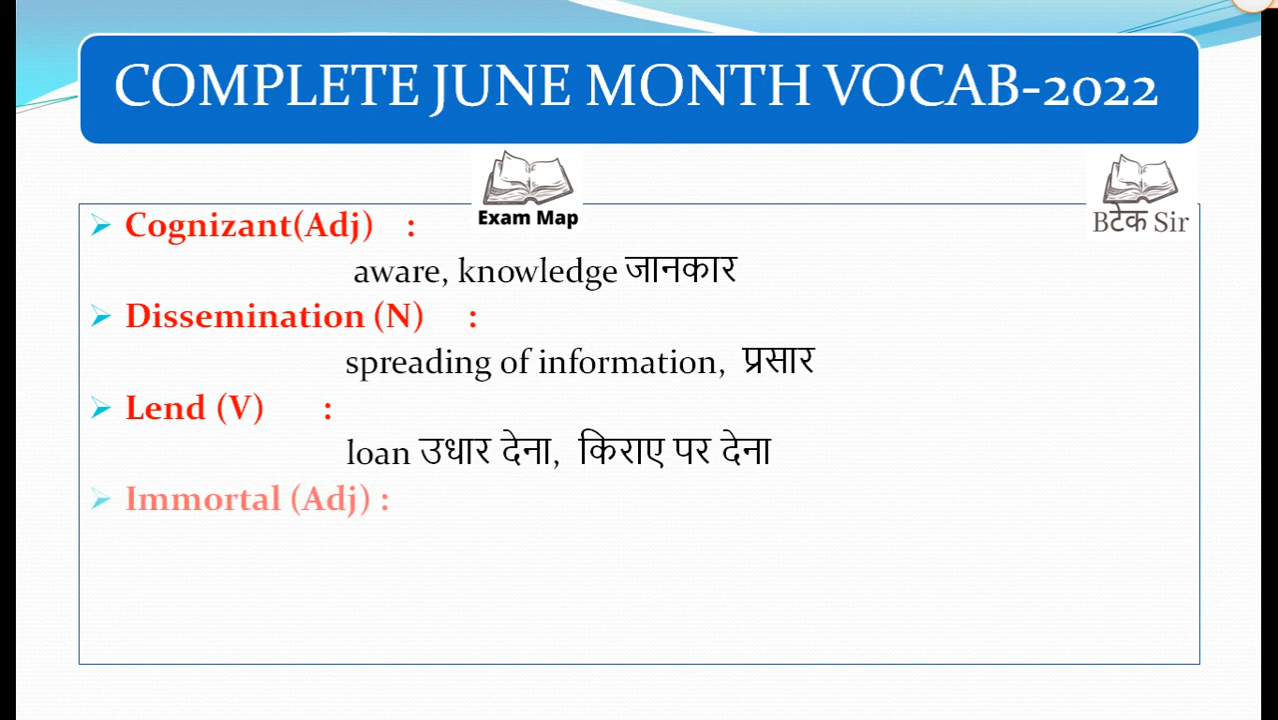 COMPLETE JUNE MONTH VOCAB-2022
Exam Map
Bटेक Sir
Cognizant(Adj) :
aware, knowledge जानकार
Dissemination (N) :
spreading of information, प्रसार
Lend (V) :
loan उधार देना, किराए पर देना
Immortal (Adj) :